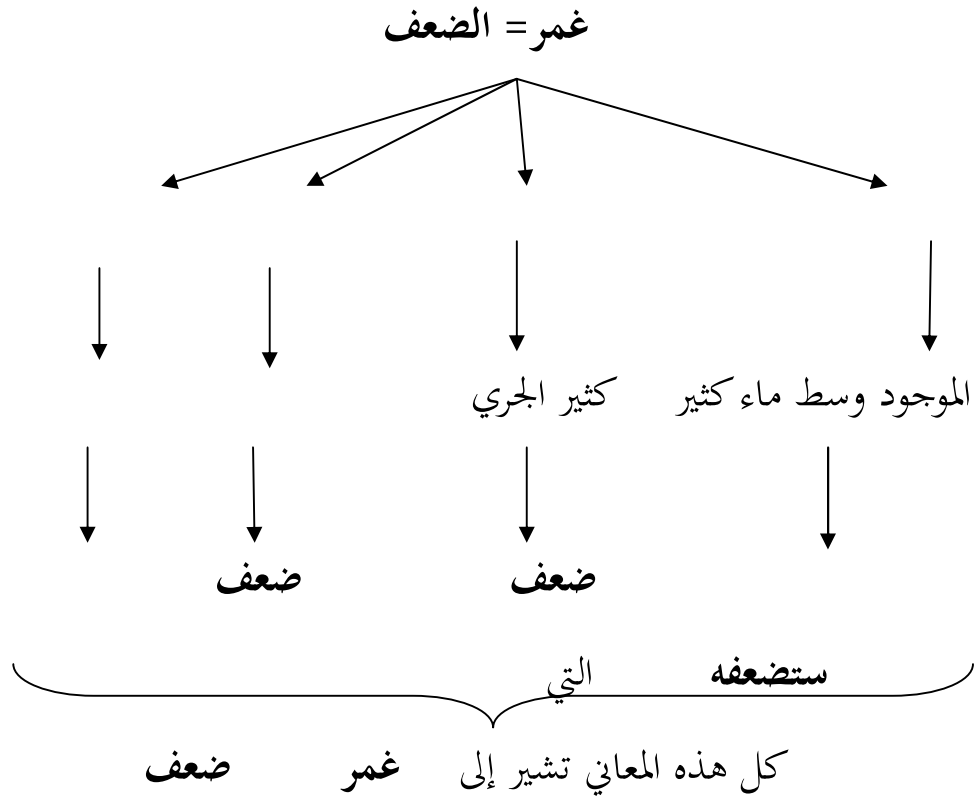 غمر= الضعف
الموجود وسط ماء كثير كثير الجري
ضعف ضعف
ستضعفه التي
كل هذه المعاني تشير إلى غمر ضعف